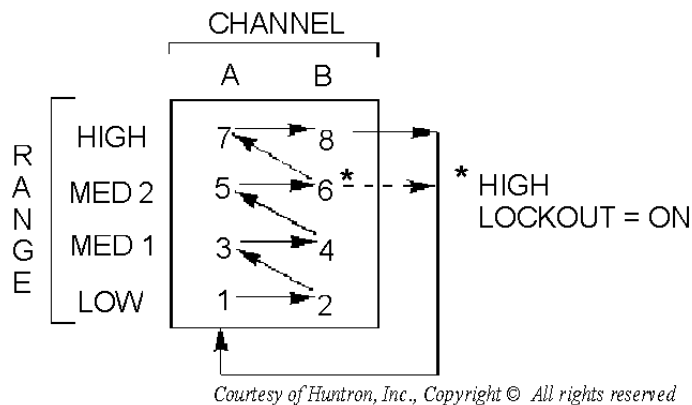 CHANNEL
A B
RANGE
HIGH 7 8
MED 2 5 6 * * HIGH
LOCKOUT = ON
MED 1 3 4
LOW 1 2
Courtesy of Huntron, Inc., Copyright © All rights reserved